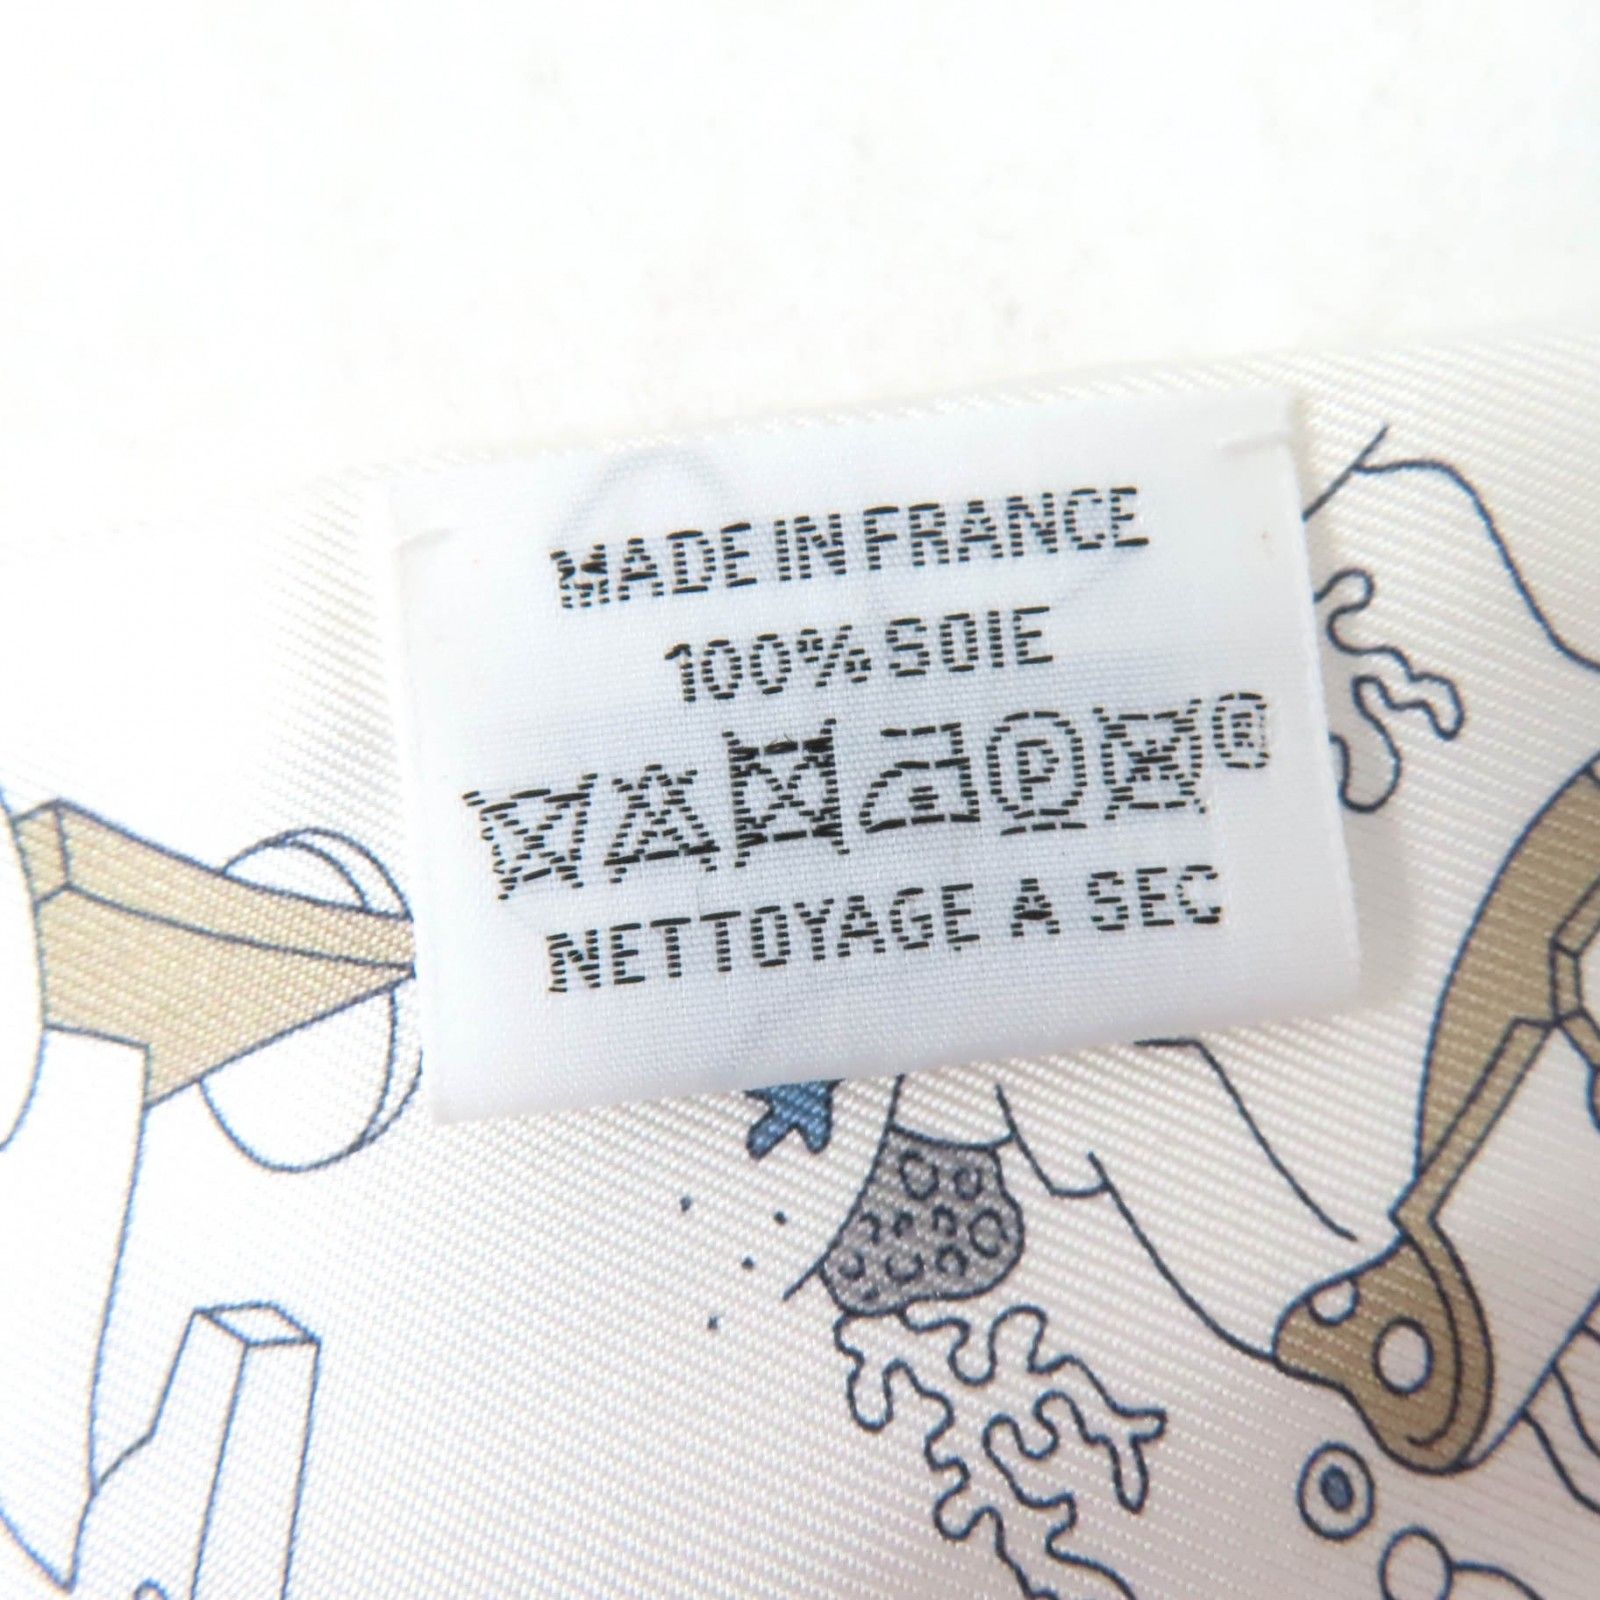 MADE IN FRANCE
100% SOIE
P ®
NETTOYAGE A SEC